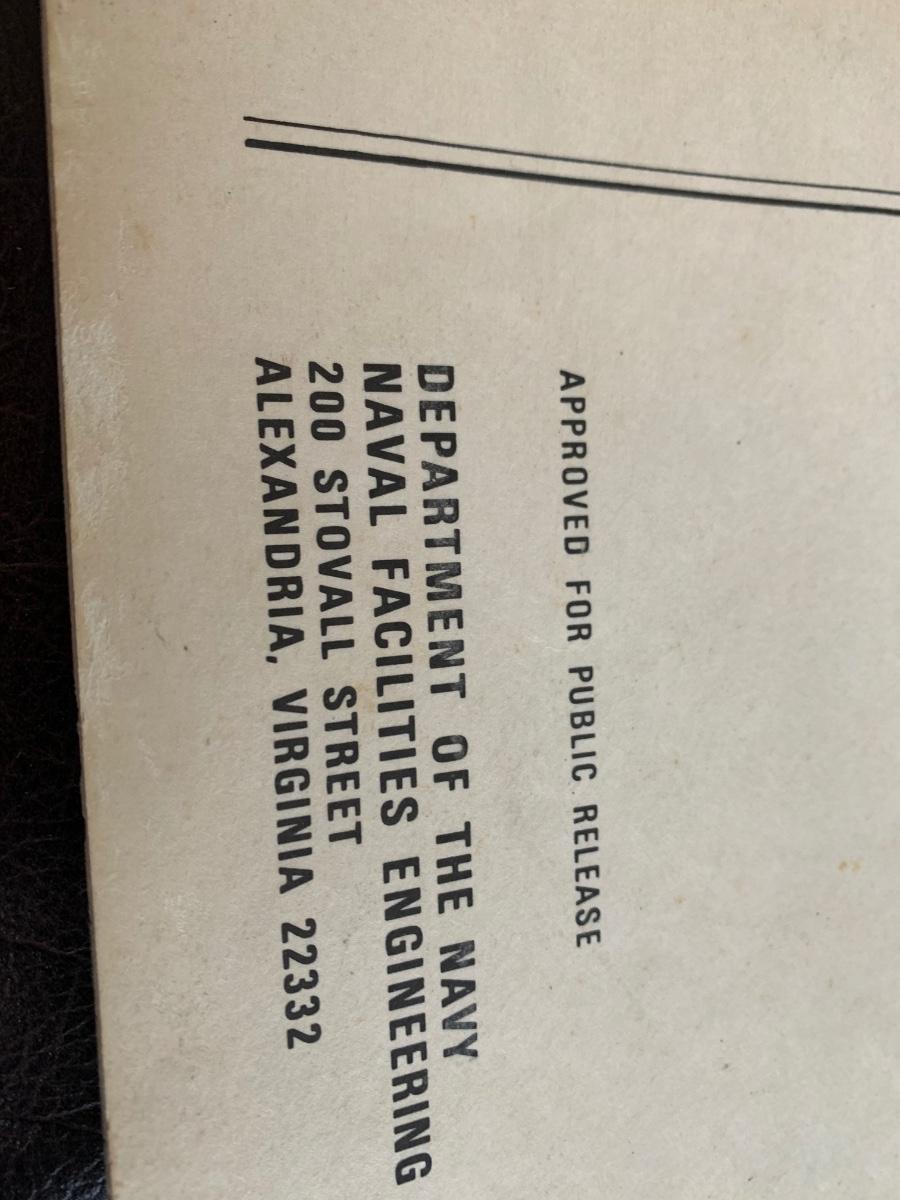 APPROVED FOR PUBLIC RELEASE
DEPARTMENT OF THE NAVY
NAVAL FACILITIES ENGINEERING
200 STOVALL STREET
ALEXANDRIA, VIRGINIA 22332